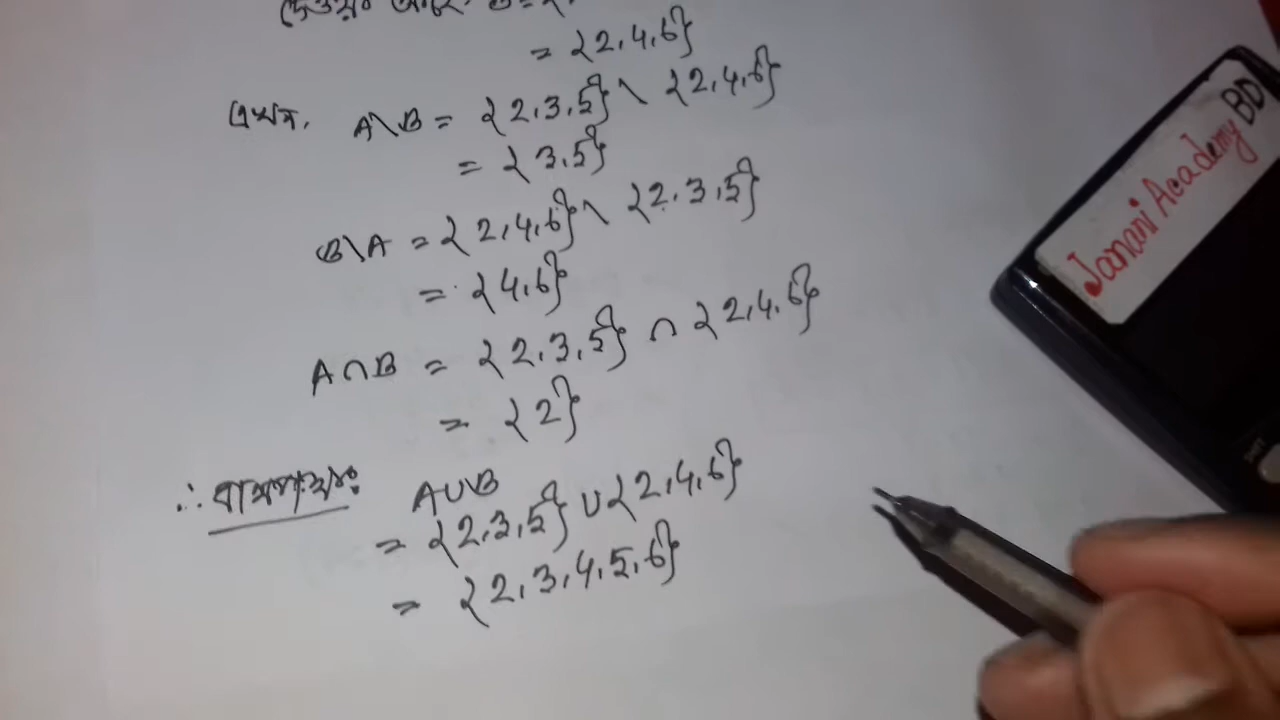 = {2,4,6}
এখন, A\B = {2,3,5} \ {2,4,6}
= {3,5}
B\A = {2,4,6} \ {2,3,5}
= {4,6}
A∩B = {2,3,5} ∩ {2,4,6}
= {2}
∴ বামপক্ষঃ A∪B
= {2,3,5} ∪ {2,4,6}
= {2,3,4,5,6}
Janani Academy BD